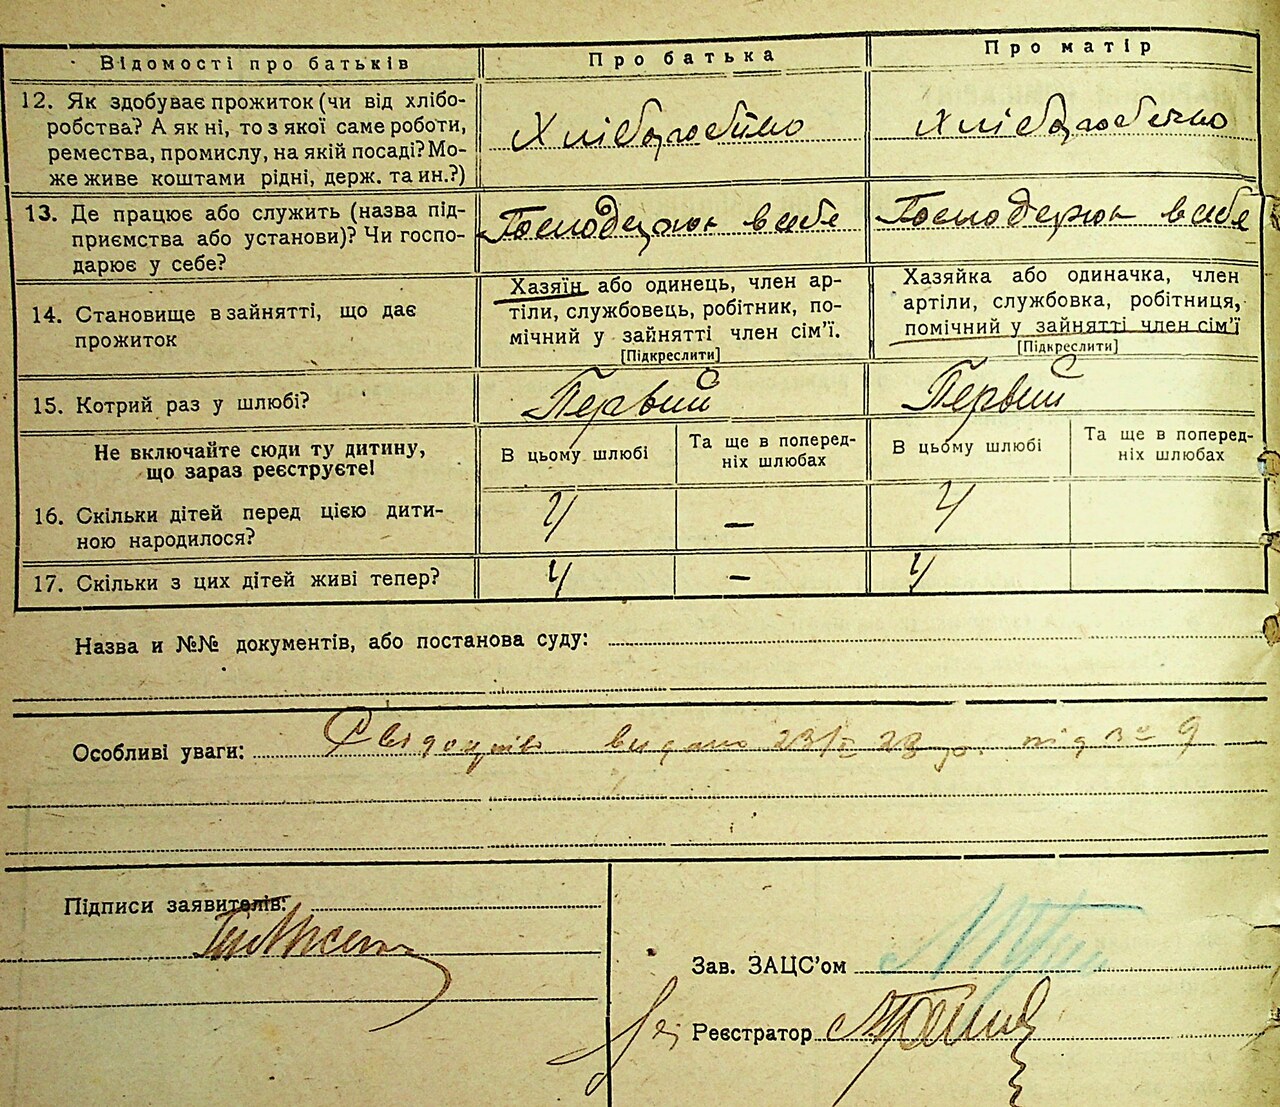 Відомості про батьків Про батька Про матір
12. Як здобуває прожиток (чи від хлібо-
робства? А як ні, то з якої саме роботи,
ремества, промислу, на якій посаді? Мо-
же живе коштами рідні, держ. та ин.?)
Хліборобство Хліборобство
13. Де працює або служить (назва під-
приємства або установи)? Чи госпо-
дарює у себе?
в себе в себе
14. Становище в зайнятті, що дає
прожиток
Хазяїн або одинець, член ар-
тіли, службовець, робітник, по-
мічний у зайнятті член сім'ї.
[Підкреслити]
Хазяйка або одиначка, член
артіли, службовка, робітниця,
помічний у зайнятті член сім'ї
[Підкреслити]
15. Котрий раз у шлюбі? Первий Первий
Не включайте сюди ту дитину,
що зараз реєструєте!
В цьому шлюбі
Та ще в поперед-
ніх шлюбах
В цьому шлюбі
Та ще в поперед-
ніх шлюбах
16. Скільки дітей перед цією дити-
ною народилося?
4 — 4
17. Скільки з цих дітей живі тепер? 4 — 4
Назва и №№ документів, або постанова суду:
Особливі уваги: видано 23/ 28 р. під № 9
Підписи заявителів:
Зав. ЗАЦС'ом
Реєстратор